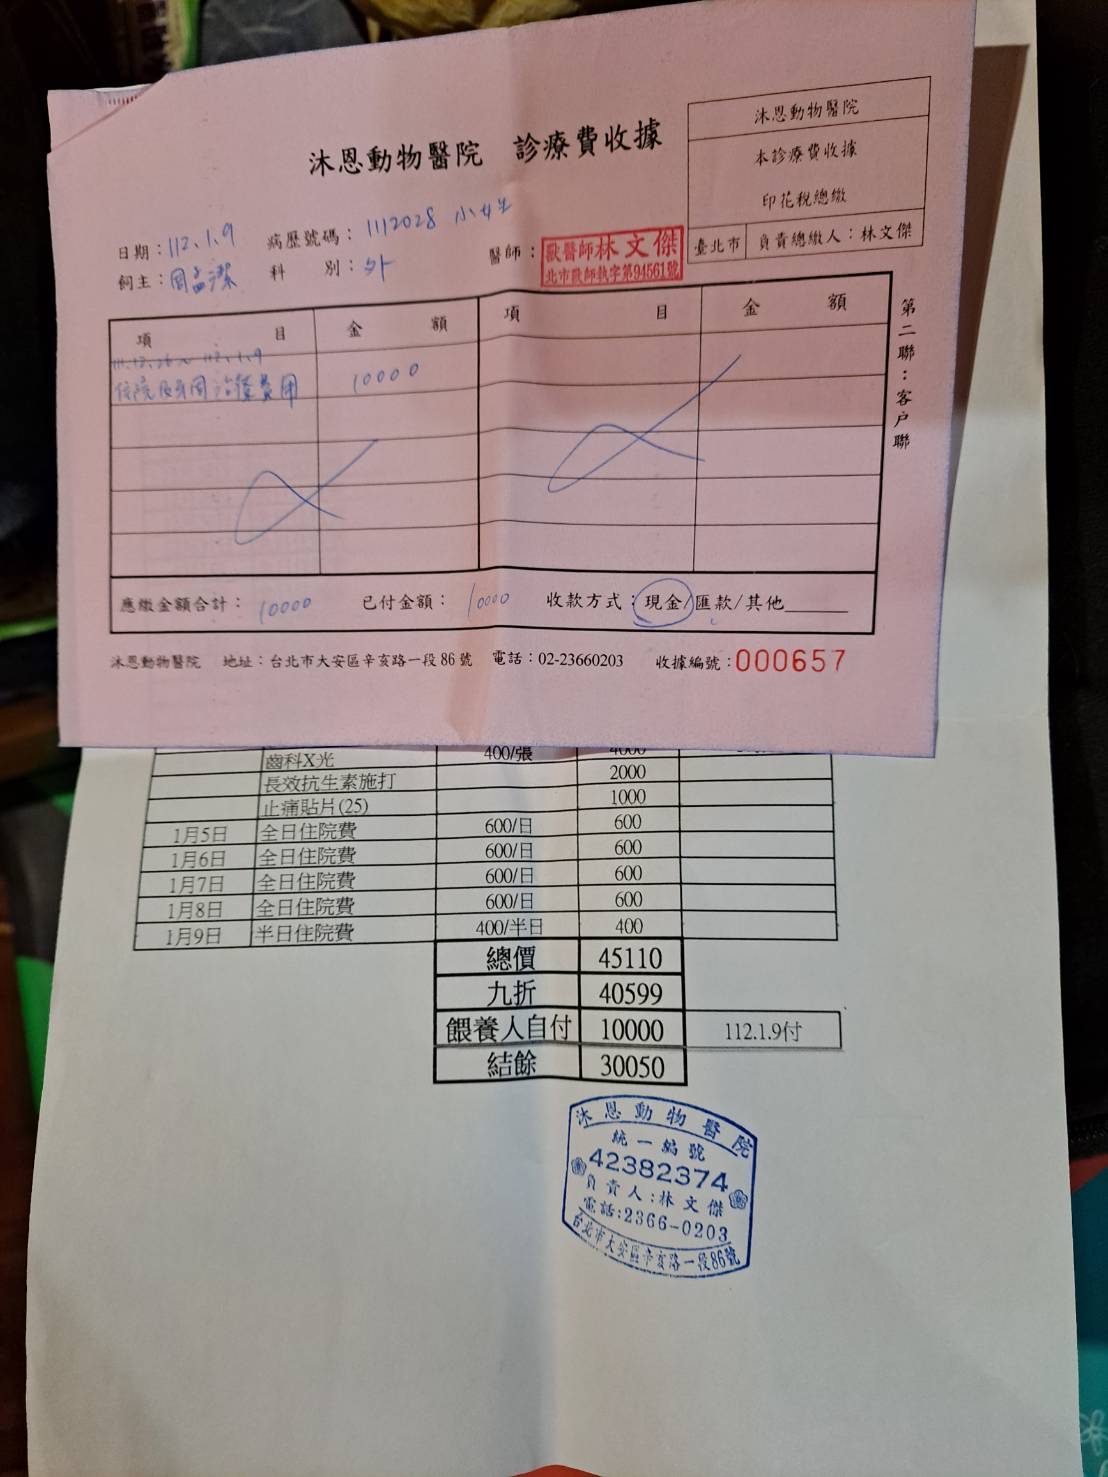 沐恩動物醫院 診療費收據
沐恩動物醫院
本診療費收據
印花稅總繳
臺北市 負責總繳人：林文傑
日期：112.1.9 病歷號碼：1112028 小女生
飼主：周孟潔 科 別：外
醫師：獸醫師林文傑
北市獸師執字第94561號
項 目 金 額 項 目 金 額
111.12.26~112.1.9
住院及牙周治療費用 10000
應繳金額合計：10000 已付金額：10000 收款方式：現金/匯款/其他
第二聯：客戶聯
沐恩動物醫院 地址：台北市大安區辛亥路一段86號 電話：02-23660203 收據編號：000657
齒科X光 400/張 4000
長效抗生素施打 2000
止痛貼片(25) 1000
1月5日 全日住院費 600/日 600
1月6日 全日住院費 600/日 600
1月7日 全日住院費 600/日 600
1月8日 全日住院費 600/日 600
1月9日 半日住院費 400/半日 400
總價 45110
九折 40599
餵養人自付 10000 112.1.9付
結餘 30050
沐恩動物醫院
統一編號
42382374
負責人:林文傑
電話:2366-0203
台北市大安區辛亥路一段86號